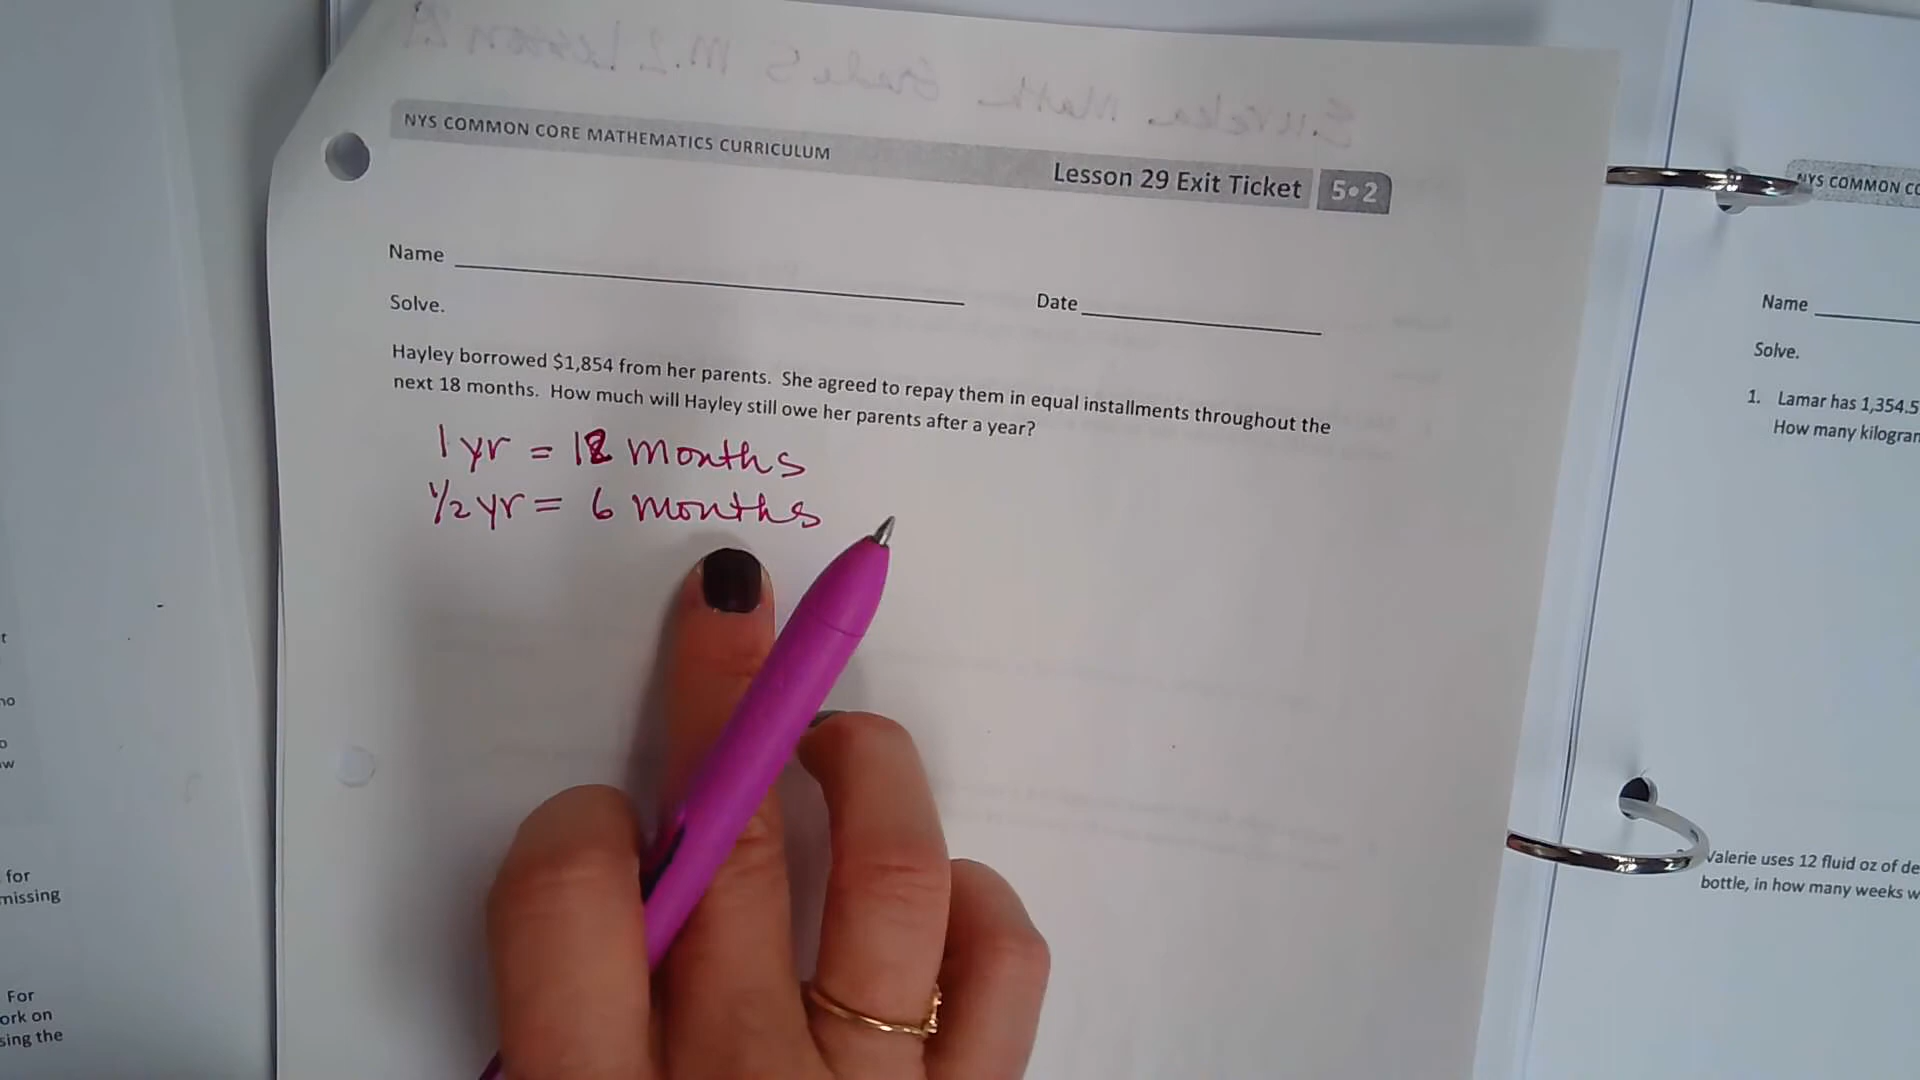 NYS COMMON CORE MATHEMATICS CURRICULUM
Lesson 29 Exit Ticket 5•2
Name
Date
Solve.
Hayley borrowed $1,854 from her parents. She agreed to repay them in equal installments throughout the
next 18 months. How much will Hayley still owe her parents after a year?
1 yr = 12 months
1/2 yr = 6 months
NYS COMMON CO
Name
Solve.
1. Lamar has 1,354.5
How many kilogran
Valerie uses 12 fluid oz of de
bottle, in how many weeks w
for
missing
For
ork on
sing the